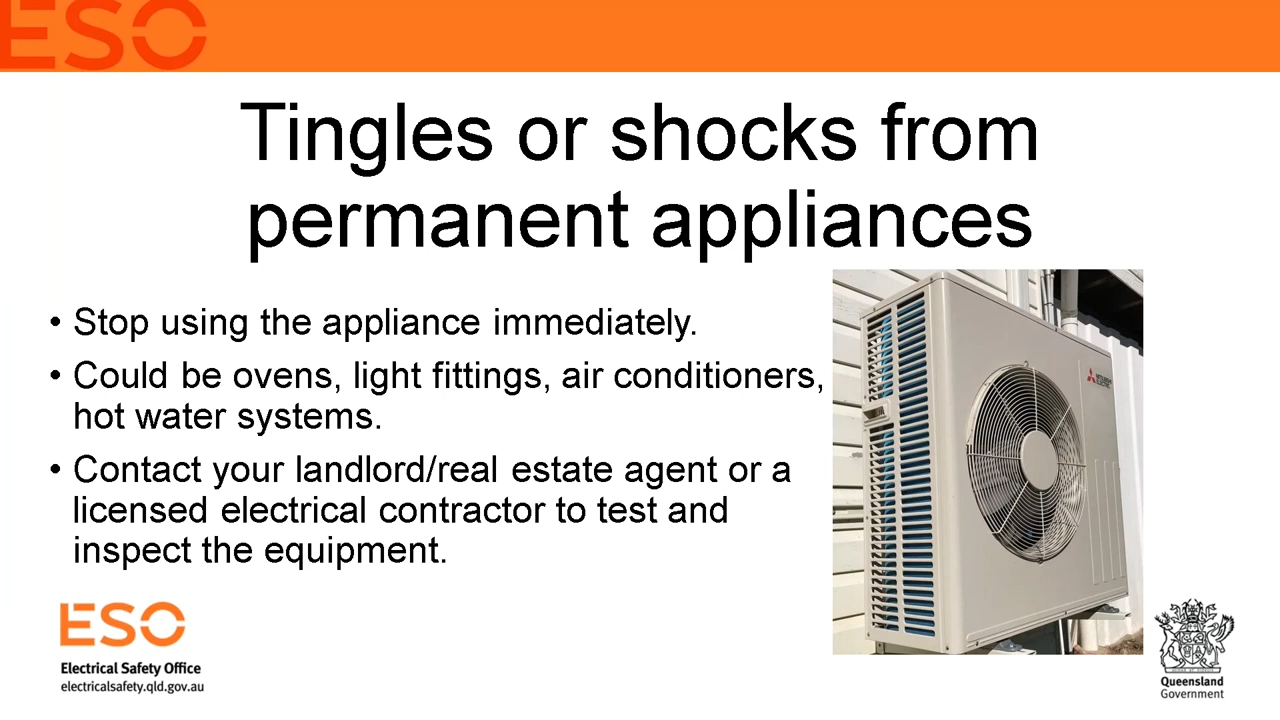 ESO
Tingles or shocks from
permanent appliances
• Stop using the appliance immediately.
• Could be ovens, light fittings, air conditioners,
hot water systems.
• Contact your landlord/real estate agent or a
licensed electrical contractor to test and
inspect the equipment.
MITSUBISHI
ELECTRIC
ESO
Electrical Safety Office
electricalsafety.qld.gov.au
Queensland
Government